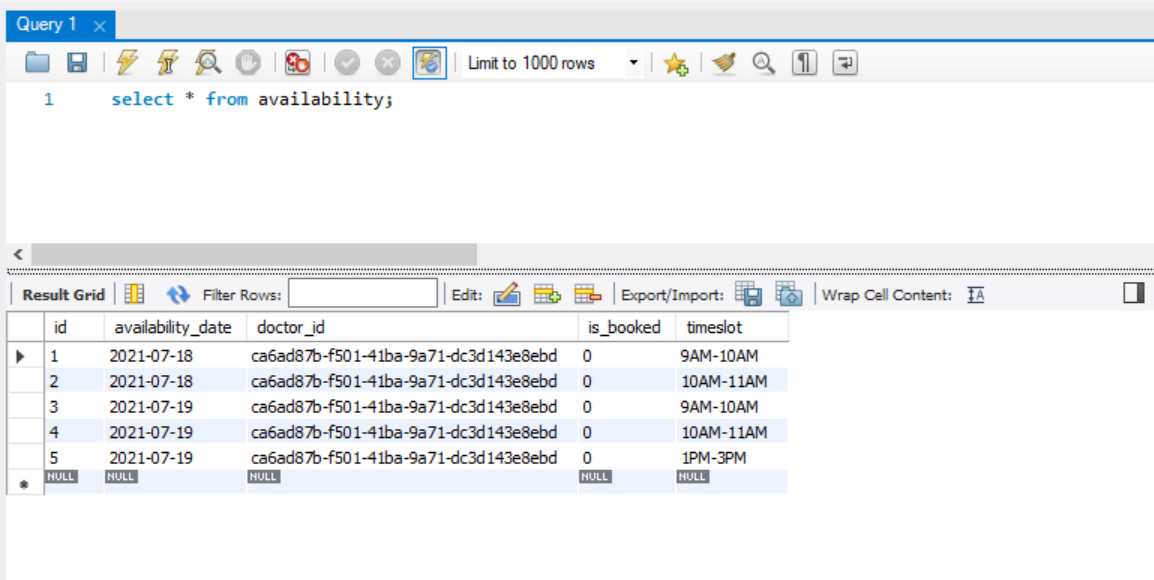 Query 1
Limit to 1000 rows
1 select * from availability;
Result Grid Filter Rows: Edit: Export/Import: Wrap Cell Content: IA
id availability_date doctor_id is_booked timeslot
1 2021-07-18 ca6ad87b-f501-41ba-9a71-dc3d143e8ebd 0 9AM-10AM
2 2021-07-18 ca6ad87b-f501-41ba-9a71-dc3d143e8ebd 0 10AM-11AM
3 2021-07-19 ca6ad87b-f501-41ba-9a71-dc3d143e8ebd 0 9AM-10AM
4 2021-07-19 ca6ad87b-f501-41ba-9a71-dc3d143e8ebd 0 10AM-11AM
5 2021-07-19 ca6ad87b-f501-41ba-9a71-dc3d143e8ebd 0 1PM-3PM
NULL NULL NULL NULL NULL